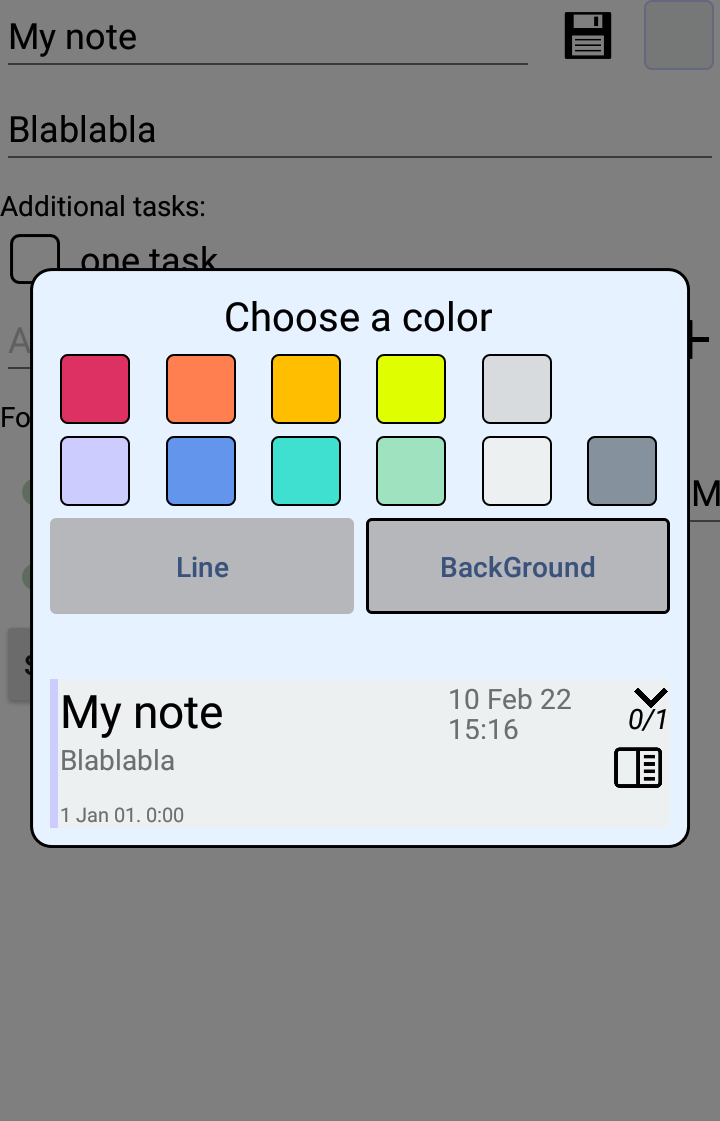 My note
Blablabla
Additional tasks:
one task
A
Choose a color
Fo
M
Line
BackGround
My note
10 Feb 22
15:16
0/1
Blablabla
1 Jan 01. 0:00